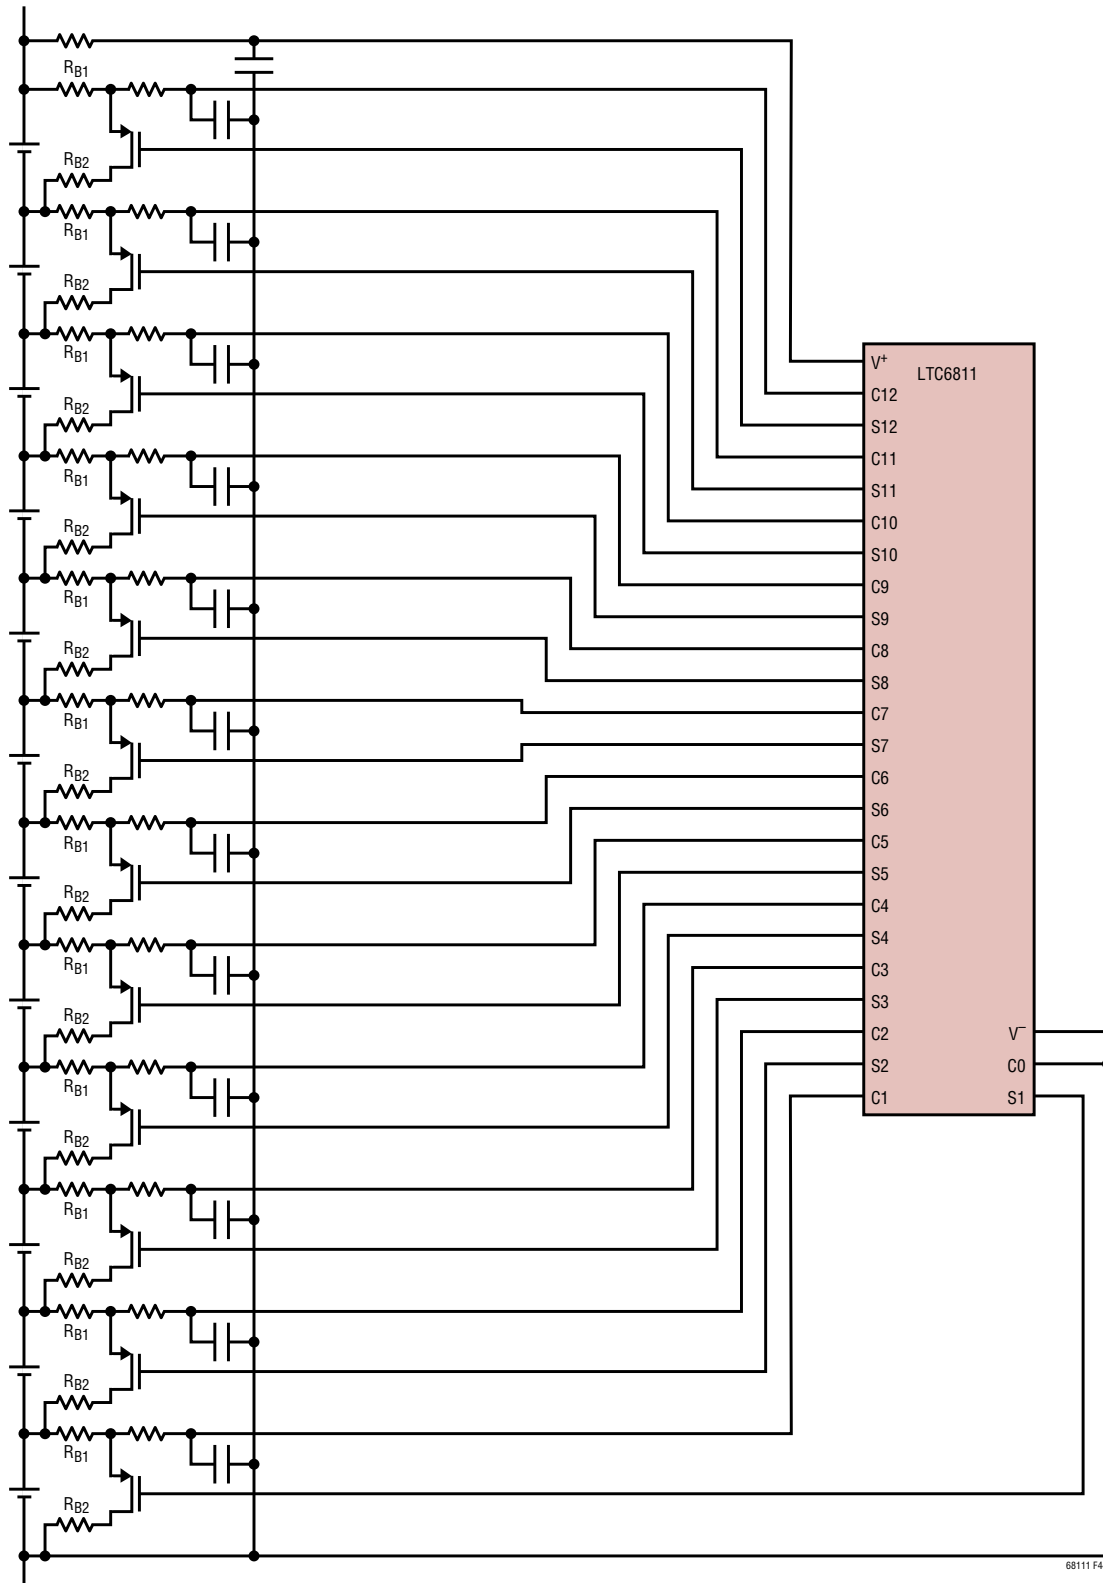 RB1
RB2
RB1
RB2
RB1
RB2
RB1
RB2
RB1
RB2
RB1
RB2
RB1
RB2
RB1
RB2
RB1
RB2
RB1
RB2
RB1
RB2
RB1
RB2
LTC6811
V+
C12
S12
C11
S11
C10
S10
C9
S9
C8
S8
C7
S7
C6
S6
C5
S5
C4
S4
C3
S3
C2
S2
C1
V–
C0
S1
68111 F4